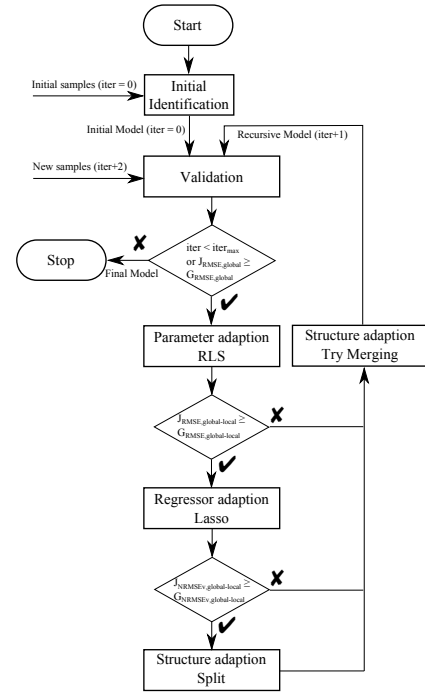 Start
Initial samples (iter = 0)
Initial
Identification
Initial Model (iter = 0)
Recursive Model (iter+1)
New samples (iter+2)
Validation
iter < iter_max
or J_RMSE,global ≥
G_RMSE,global
✘
Stop
Final Model
✔
Parameter adaption
RLS
Structure adaption
Try Merging
J_RMSE,global-local ≥
G_RMSE,global-local
✘
✔
Regressor adaption
Lasso
J_NRMSEv,global-local ≥
G_NRMSEv,global-local
✘
✔
Structure adaption
Split